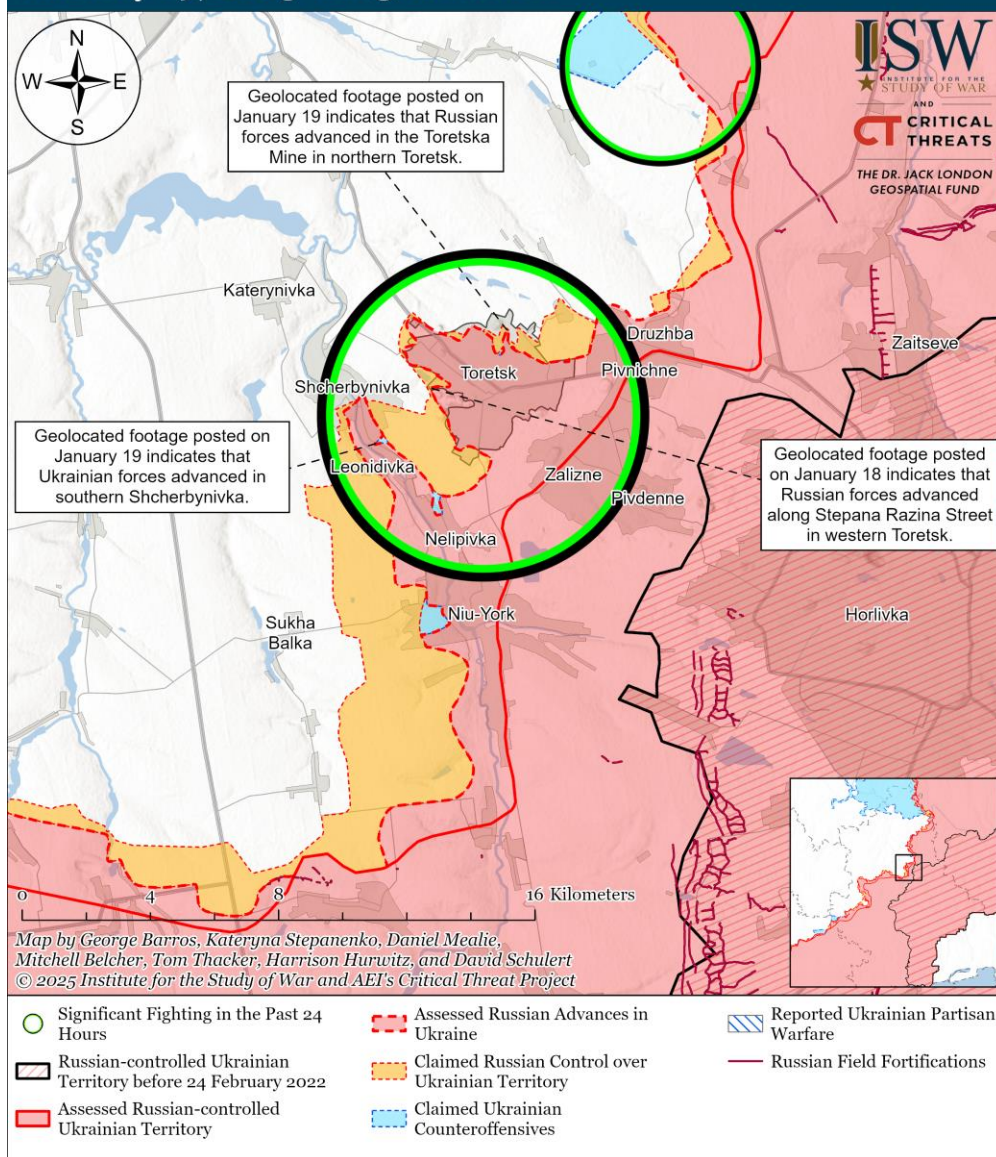 N
W
E
S
ISW
INSTITUTE FOR THE
STUDY OF WAR
AND
CT CRITICAL
THREATS
THE DR. JACK LONDON
GEOSPATIAL FUND
Geolocated footage posted on
January 19 indicates that Russian
forces advanced in the Toretska
Mine in northern Toretsk.
Katerynivka
Druzhba
Zaitseve
Toretsk
Pivnichne
Shcherbynivka
Geolocated footage posted on
January 19 indicates that
Ukrainian forces advanced in
southern Shcherbynivka.
Leonidivka
Zalizne
Pivdenne
Geolocated footage posted
on January 18 indicates that
Russian forces advanced
along Stepana Razina Street
in western Toretsk.
Nelipivka
Sukha
Balka
Niu-York
Horlivka
0
4
8
16 Kilometers
Map by George Barros, Kateryna Stepanenko, Daniel Mealie,
Mitchell Belcher, Tom Thacker, Harrison Hurwitz, and David Schulert
© 2025 Institute for the Study of War and AEI's Critical Threat Project
Significant Fighting in the Past 24
Hours
Russian-controlled Ukrainian
Territory before 24 February 2022
Assessed Russian-controlled
Ukrainian Territory
Assessed Russian Advances in
Ukraine
Claimed Russian Control over
Ukrainian Territory
Claimed Ukrainian
Counteroffensives
Reported Ukrainian Partisan
Warfare
Russian Field Fortifications